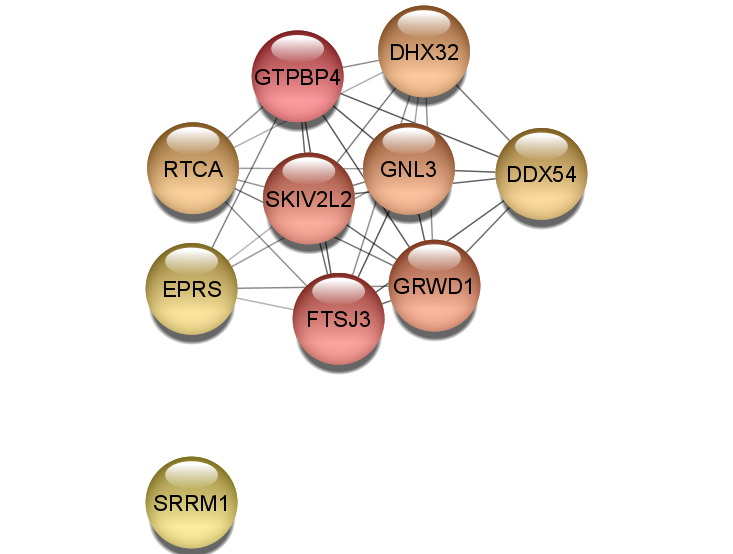 DHX32
GTPBP4
RTCA
GNL3
DDX54
SKIV2L2
EPRS
GRWD1
FTSJ3
SRRM1